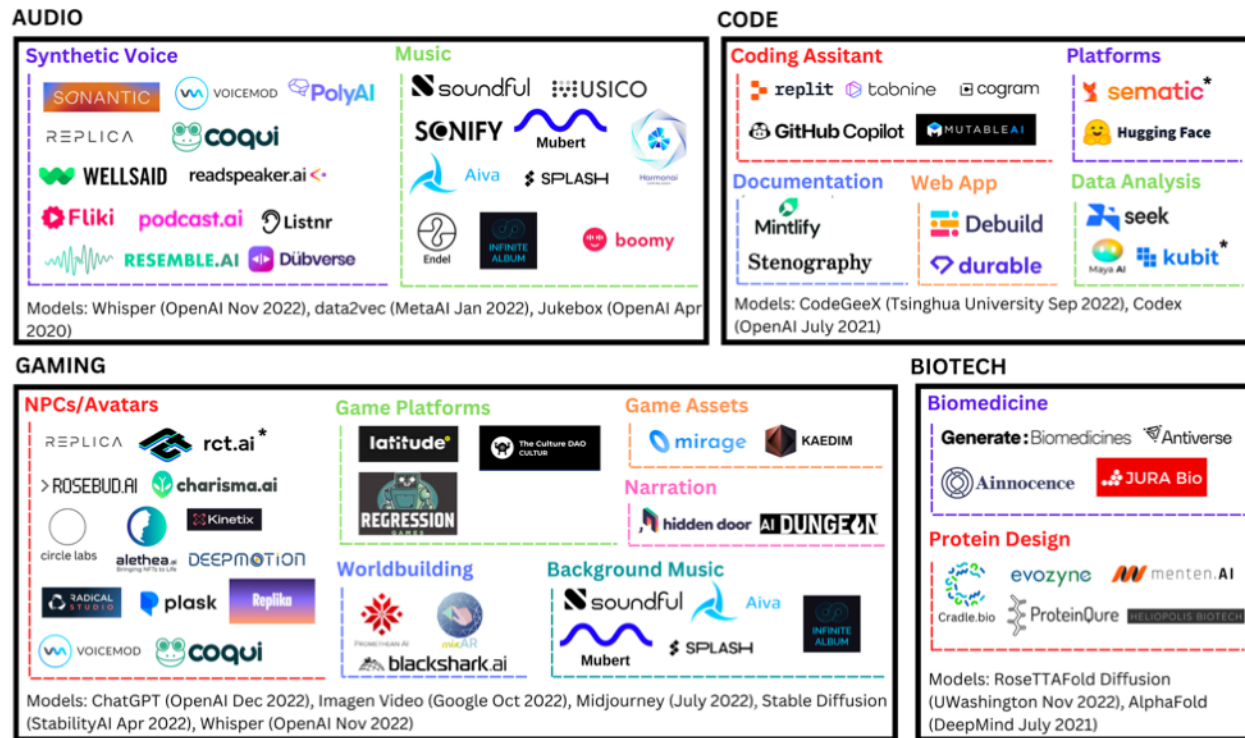 AUDIO
Synthetic Voice
SONANTIC
VOICEMOD
PolyAI
REPLICA
coqui
WELLSAID
readspeaker.ai
Fliki
podcast.ai
Listnr
RESEMBLE.AI
Dübverse
Music
soundful
MUSICO
SONIFY
Mubert
Harmonai
Aiva
SPLASH
Endel
INFINITE
ALBUM
boomy
Models: Whisper (OpenAI Nov 2022), data2vec (MetaAI Jan 2022), Jukebox (OpenAI Apr
2020)
CODE
Coding Assitant
replit
tabnine
cogram
GitHub Copilot
MUTABLEAI
Platforms
sematic*
Hugging Face
Documentation
Mintlify
Stenography
Web App
Debuild
durable
Data Analysis
seek
Maya AI
kubit*
Models: CodeGeeX (Tsinghua University Sep 2022), Codex
(OpenAI July 2021)
GAMING
NPCs/Avatars
REPLICA
rct.ai*
>ROSEBUD.AI
charisma.ai
circle labs
alethea.ai
Bringing NFTs to Life
Kinetix
DEEPMOTION
RADICAL
STUDIO
plask
Replika
VOICEMOD
coqui
Game Platforms
latitude
The Culture DAO
CULTUR
REGRESSION
GAMES
Game Assets
mirage
KAEDIM
Narration
hidden door
AI DUNGEON
Worldbuilding
PROMETHEAN AI
mixAR
blackshark.ai
Background Music
soundful
Aiva
Mubert
SPLASH
INFINITE
ALBUM
Models: ChatGPT (OpenAI Dec 2022), Imagen Video (Google Oct 2022), Midjourney (July 2022), Stable Diffusion
(StabilityAI Apr 2022), Whisper (OpenAI Nov 2022)
BIOTECH
Biomedicine
Generate:Biomedicines
Antiverse
Ainnocence
JURA Bio
Protein Design
Cradle.bio
evozyne
menten.AI
ProteinQure
HELIOPOLIS BIOTECH
Models: RoseTTAFold Diffusion
(UWashington Nov 2022), AlphaFold
(DeepMind July 2021)